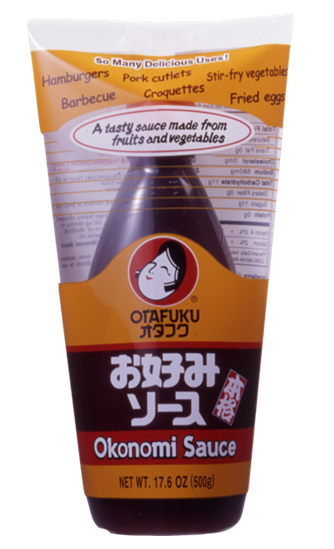 So Many Delicious Uses!
Hamburgers Pork cutlets Stir-fry vegetables
Barbecue Croquettes Fried eggs
A tasty sauce made from
fruits and vegetables
®
OTAFUKU
オタフク
お好み
ソース
本格
Okonomi Sauce
NET WT. 17.6 OZ (500g)